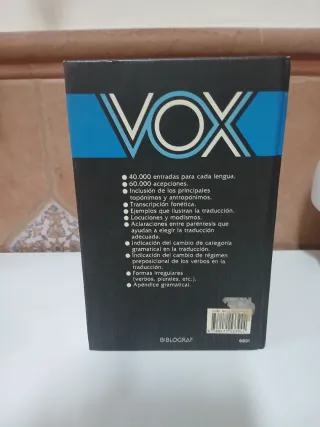 VOX
● 40.000 entradas para cada lengua.
● 60.000 acepciones.
● Inclusión de los principales
topónimos y antropónimos.
● Transcripción fonética.
● Ejemplos que ilustran la traducción.
● Locuciones y modismos.
● Aclaraciones entre paréntesis que
ayudan a elegir la traducción
adecuada.
● Indicación del cambio de categoría
gramatical en la traducción.
● Indicación del cambio de régimen
preposicional de los verbos en la
traducción.
● Formas irregulares
(verbos, plurales, etc.).
● Apéndice gramatical.
BIBLOGRAF